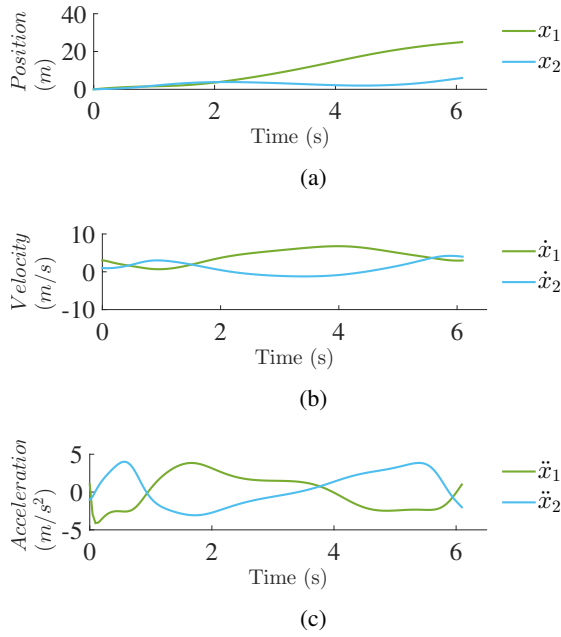 40
20
0
Position
(m)
0 2 4 6
Time (s)
x₁
x₂
(a)
10
0
-10
Velocity
(m/s)
0 2 4 6
Time (s)
ẋ₁
ẋ₂
(b)
5
0
-5
Acceleration
(m/s²)
0 2 4 6
Time (s)
ẍ₁
ẍ₂
(c)